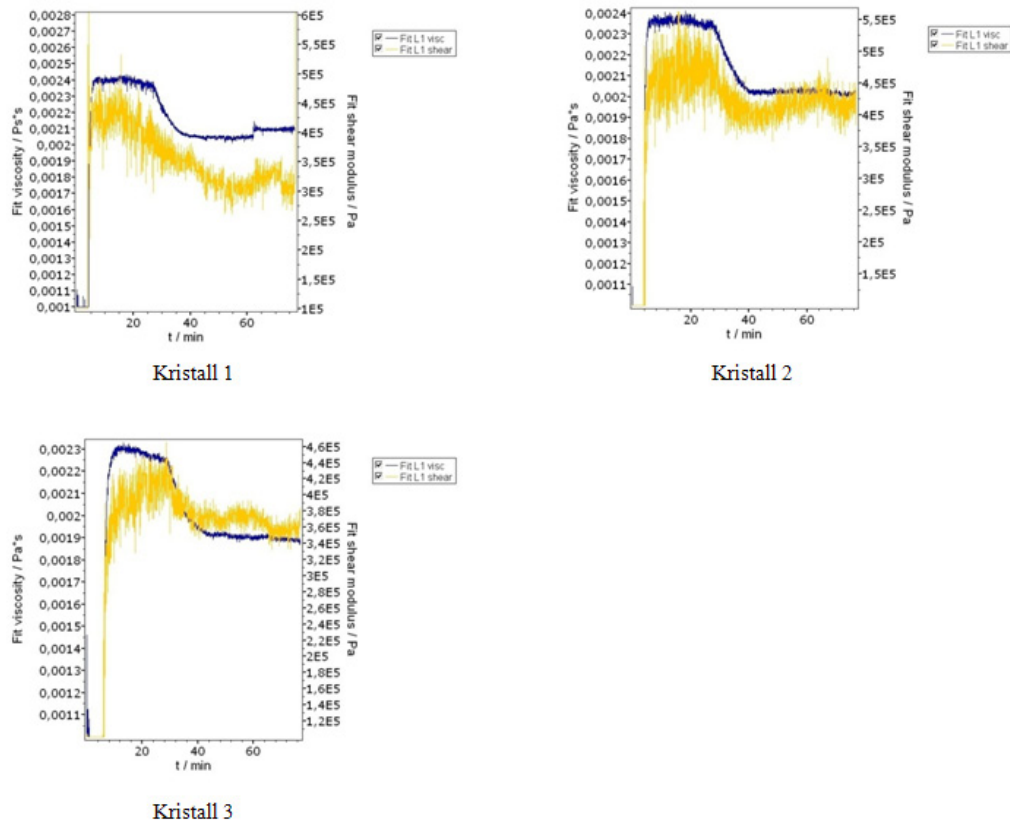 0,0028
0,0027
0,0026
0,0025
0,0024
0,0023
0,0022
0,0021
0,002
0,0019
0,0018
0,0017
0,0016
0,0015
0,0014
0,0013
0,0012
0,0011
0,001
Fit viscosity / Ps*s
20
40
60
t / min
6E5
5,5E5
5E5
4,5E5
4E5
3,5E5
3E5
2,5E5
2E5
1,5E5
1E5
Fit shear modulus / Pa
Fit L1 visc
Fit L1 shear
Kristall 1
0,0024
0,0023
0,0022
0,0021
0,002
0,0019
0,0018
0,0017
0,0016
0,0015
0,0014
0,0013
0,0012
0,0011
Fit viscosity / Pa*s
20
40
60
t / min
5,5E5
5E5
4,5E5
4E5
3,5E5
3E5
2,5E5
2E5
1,5E5
Fit shear modulus / Pa
Fit L1 visc
Fit L1 shear
Kristall 2
0,0023
0,0022
0,0021
0,002
0,0019
0,0018
0,0017
0,0016
0,0015
0,0014
0,0013
0,0012
0,0011
Fit viscosity / Pa*s
20
40
60
t / min
4,6E5
4,4E5
4,2E5
4E5
3,8E5
3,6E5
3,4E5
3,2E5
3E5
2,8E5
2,6E5
2,4E5
2,2E5
2E5
1,8E5
1,6E5
1,4E5
1,2E5
Fit shear modulus / Pa
Fit L1 visc
Fit L1 shear
Kristall 3